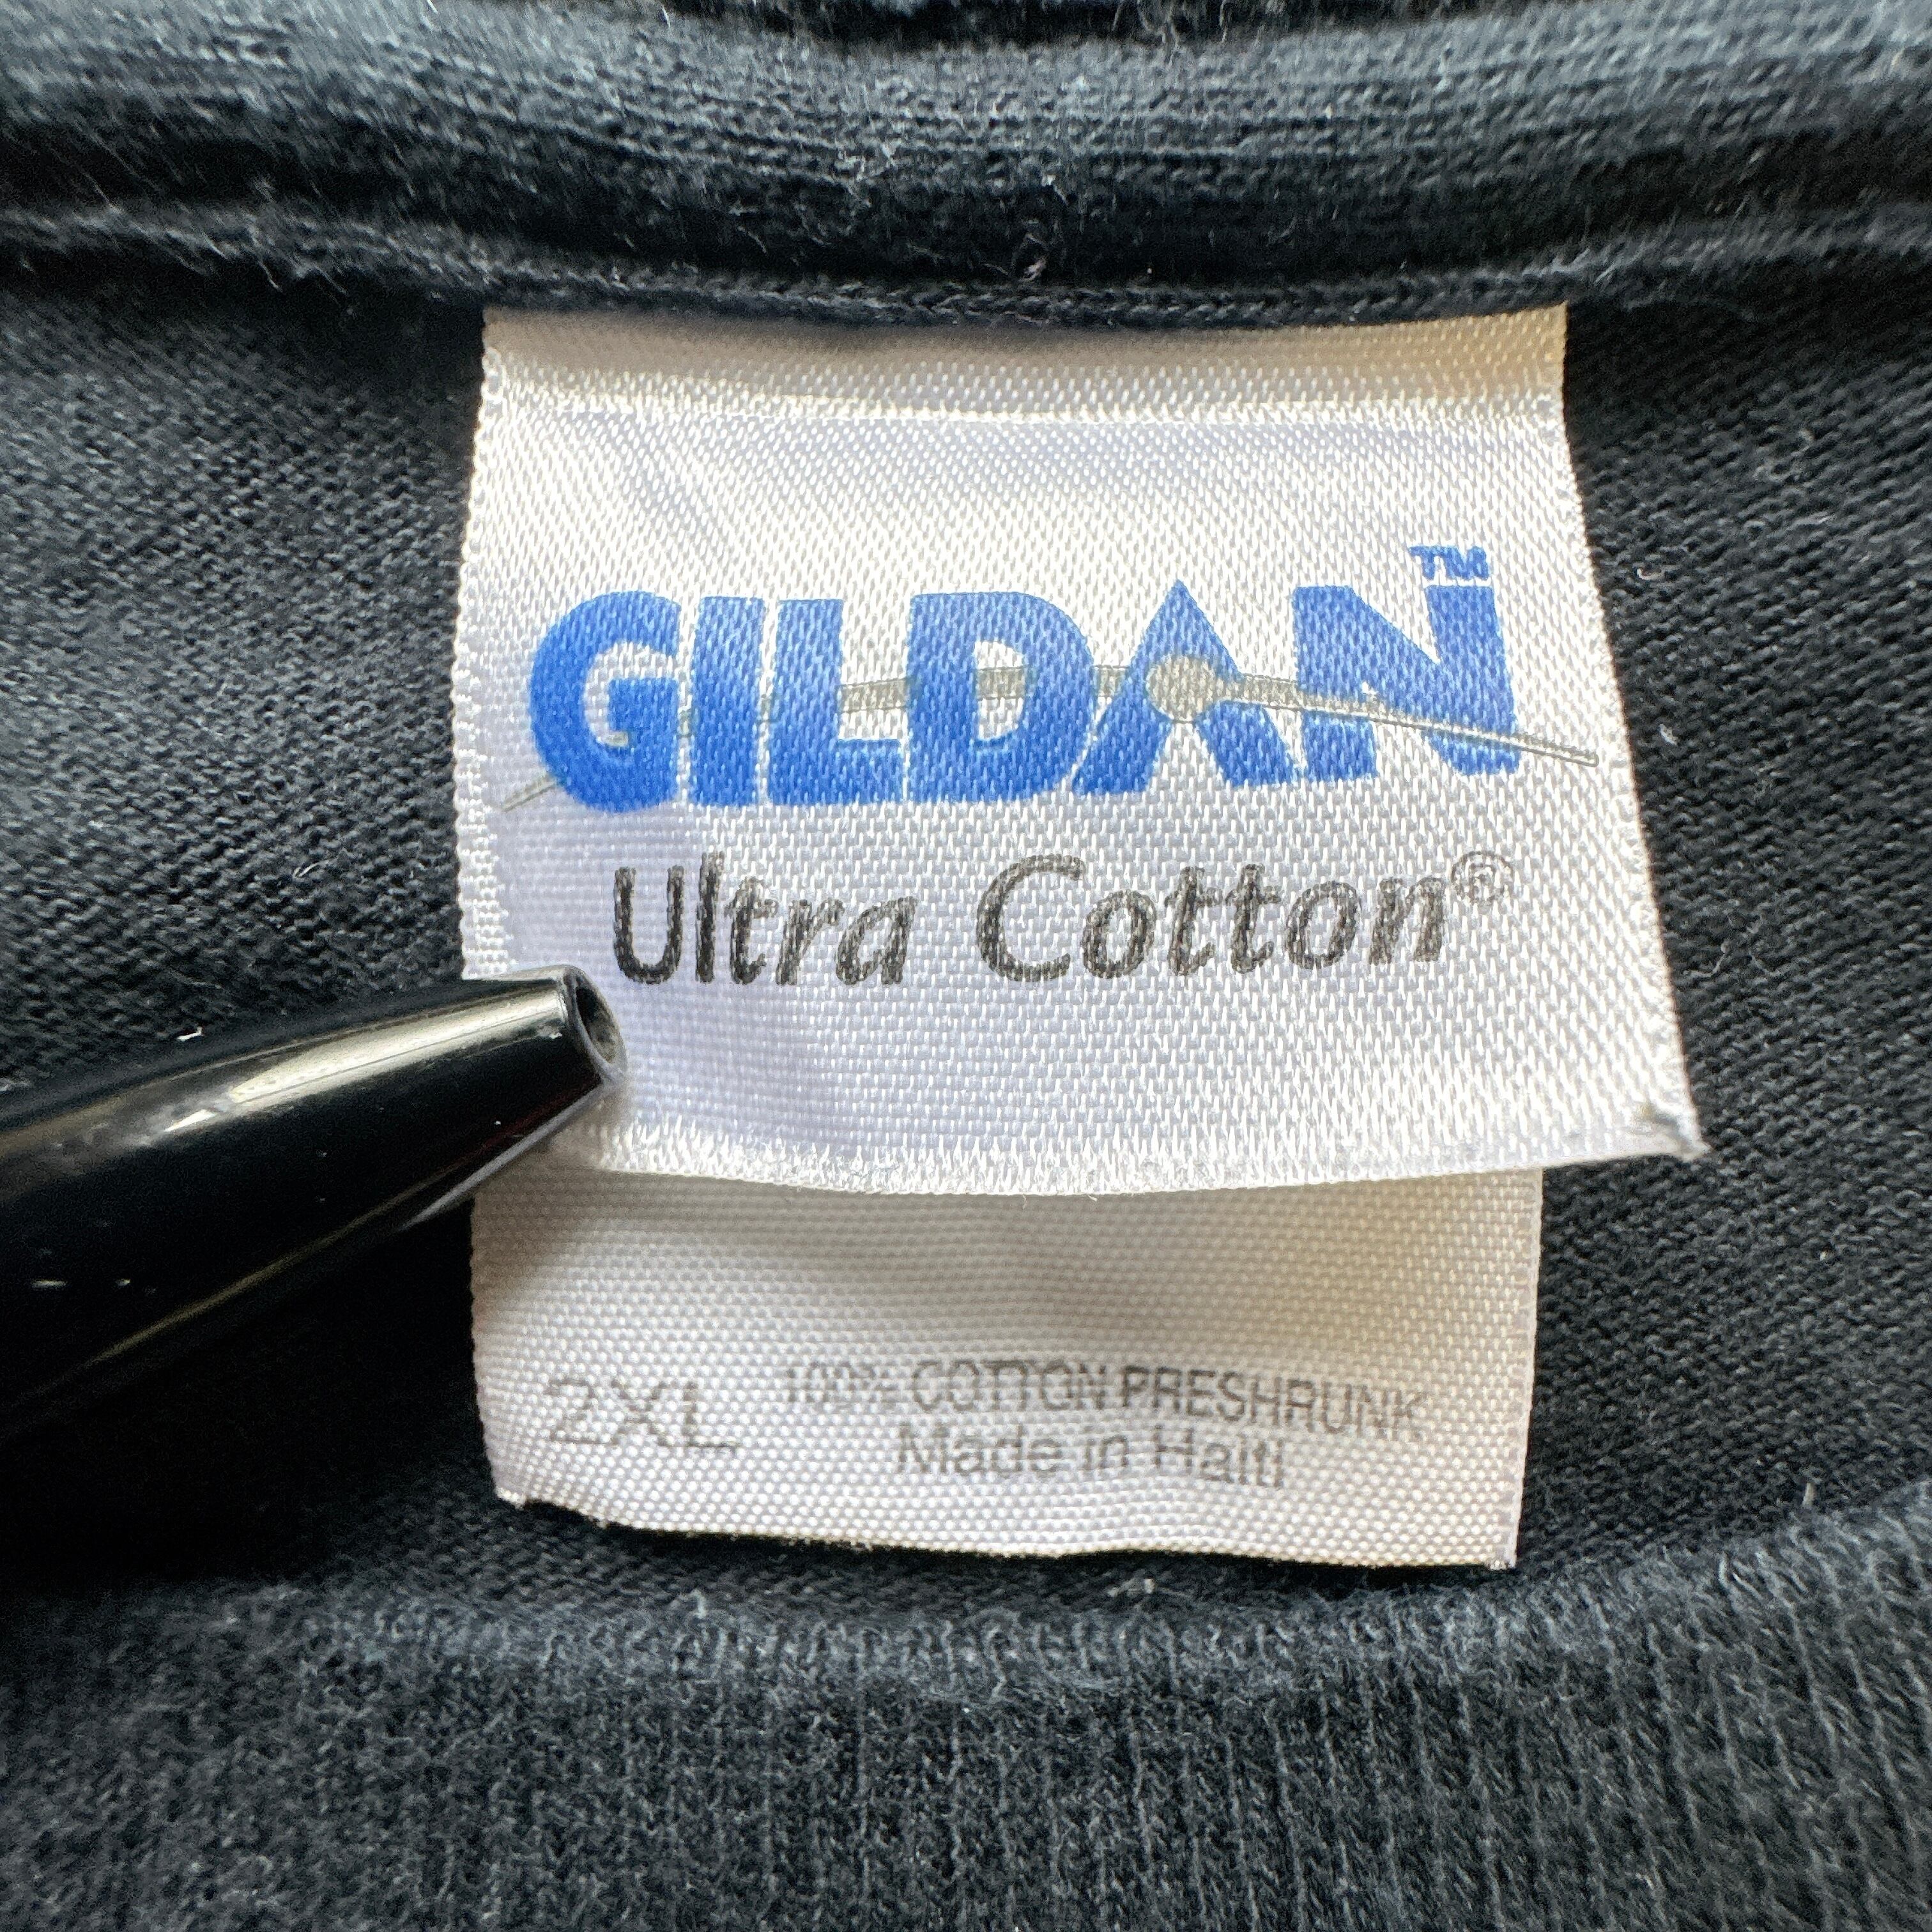 GILDAN™
Ultra Cotton®
2XL 100% COTTON PRESHRUNK
Made in Haiti